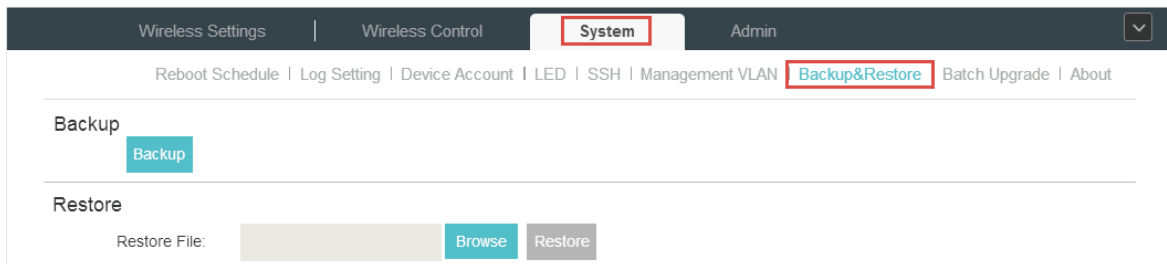 Wireless Settings | Wireless Control System Admin
Reboot Schedule | Log Setting | Device Account | LED | SSH | Management VLAN | Backup&Restore Batch Upgrade | About
Backup
Backup
Restore
Restore File: Browse Restore